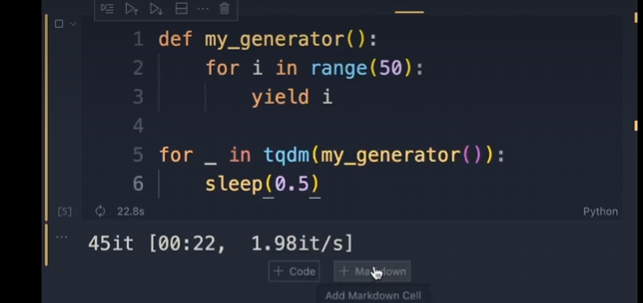 1 def my_generator():
2 for i in range(50):
3 yield i
4
5 for _ in tqdm(my_generator()):
6 sleep(0.5)
[5] 22.8s Python
... 45it [00:22, 1.98it/s]
+ Code + Markdown
Add Markdown Cell